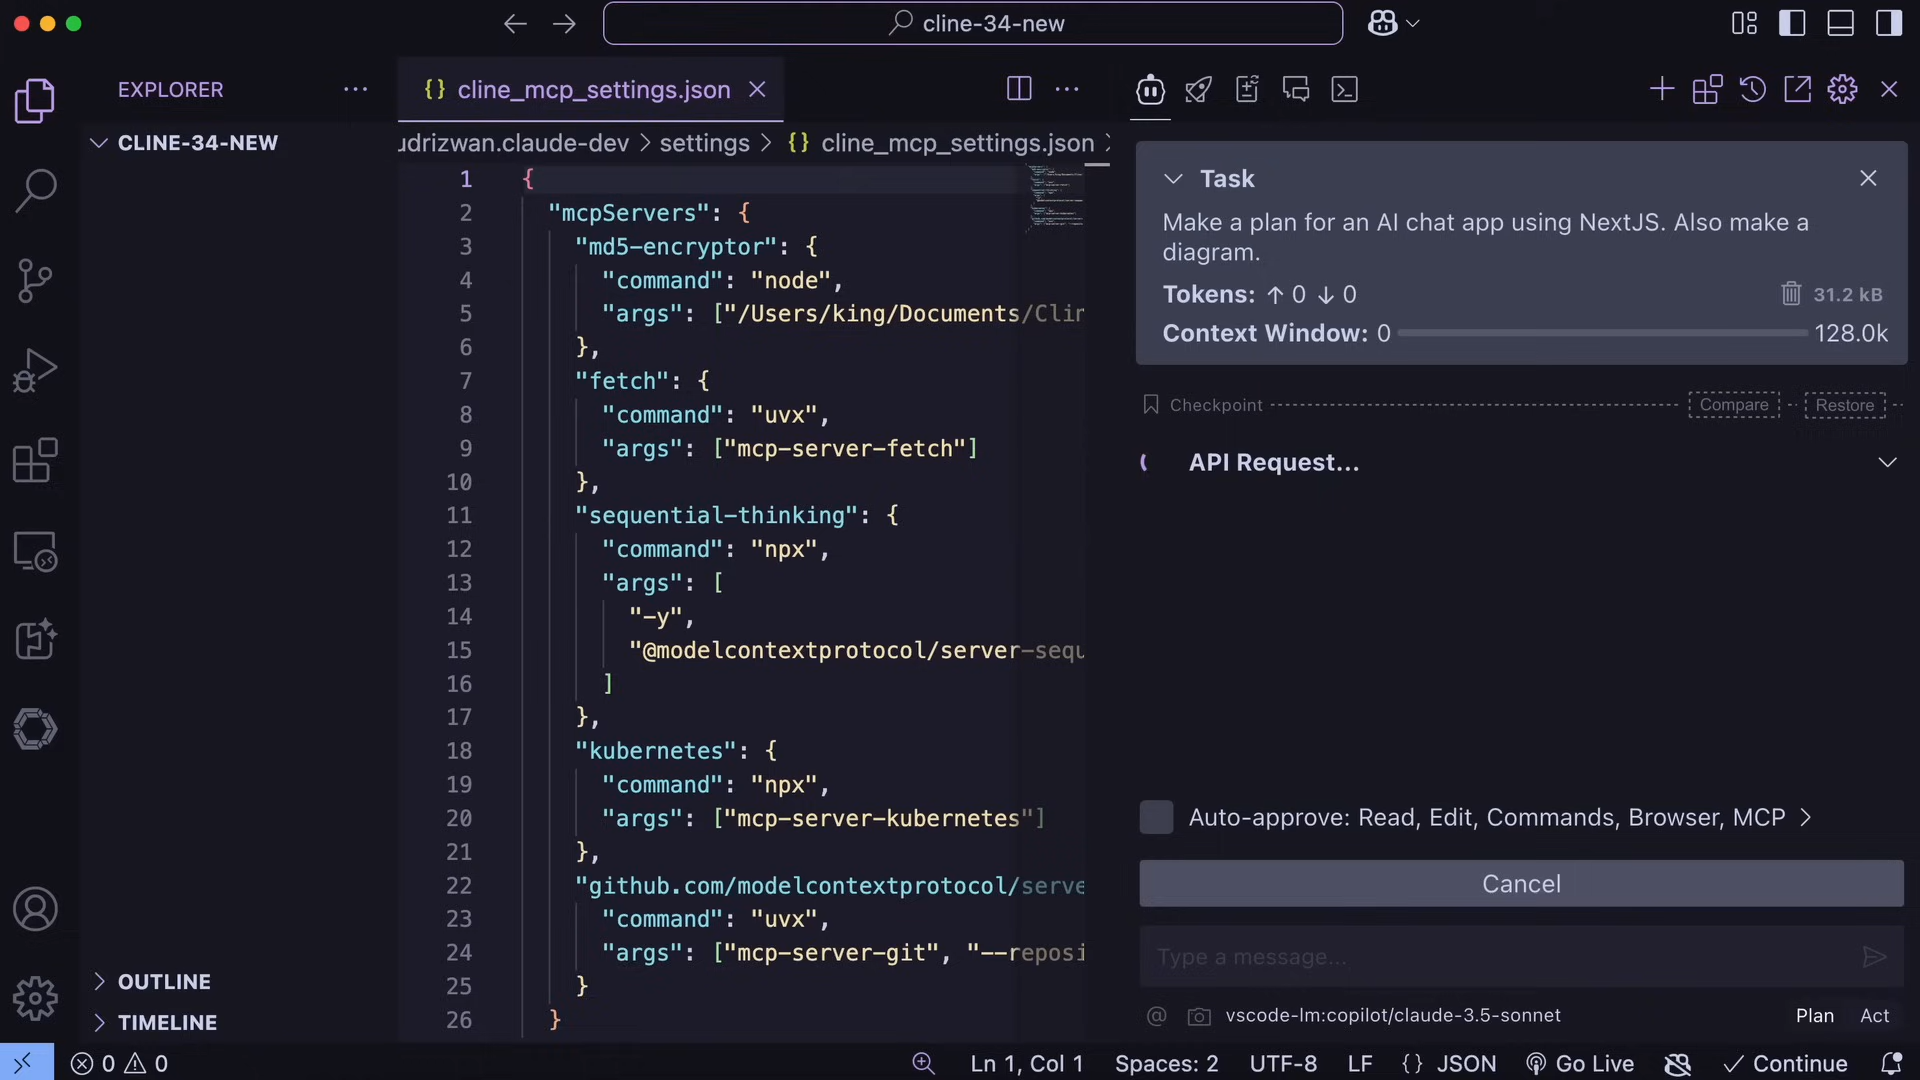 cline-34-new
EXPLORER
CLINE-34-NEW
OUTLINE
TIMELINE
{} cline_mcp_settings.json
udrizwan.claude-dev > settings > {} cline_mcp_settings.json
1 {
2 "mcpServers": {
3 "md5-encryptor": {
4 "command": "node",
5 "args": ["/Users/king/Documents/Clin
6 },
7 "fetch": {
8 "command": "uvx",
9 "args": ["mcp-server-fetch"]
10 },
11 "sequential-thinking": {
12 "command": "npx",
13 "args": [
14 "-y",
15 "@modelcontextprotocol/server-sequ
16 ]
17 },
18 "kubernetes": {
19 "command": "npx",
20 "args": ["mcp-server-kubernetes"]
21 },
22 "github.com/modelcontextprotocol/serve
23 "command": "uvx",
24 "args": ["mcp-server-git", "--reposi
25 }
26 }
Task
Make a plan for an AI chat app using NextJS. Also make a
diagram.
Tokens: ↑ 0 ↓ 0 31.2 kB
Context Window: 0 128.0k
Checkpoint Compare Restore
API Request...
Auto-approve: Read, Edit, Commands, Browser, MCP >
Cancel
Type a message...
@ vscode-lm:copilot/claude-3.5-sonnet Plan Act
0 0 Ln 1, Col 1 Spaces: 2 UTF-8 LF {} JSON Go Live Continue